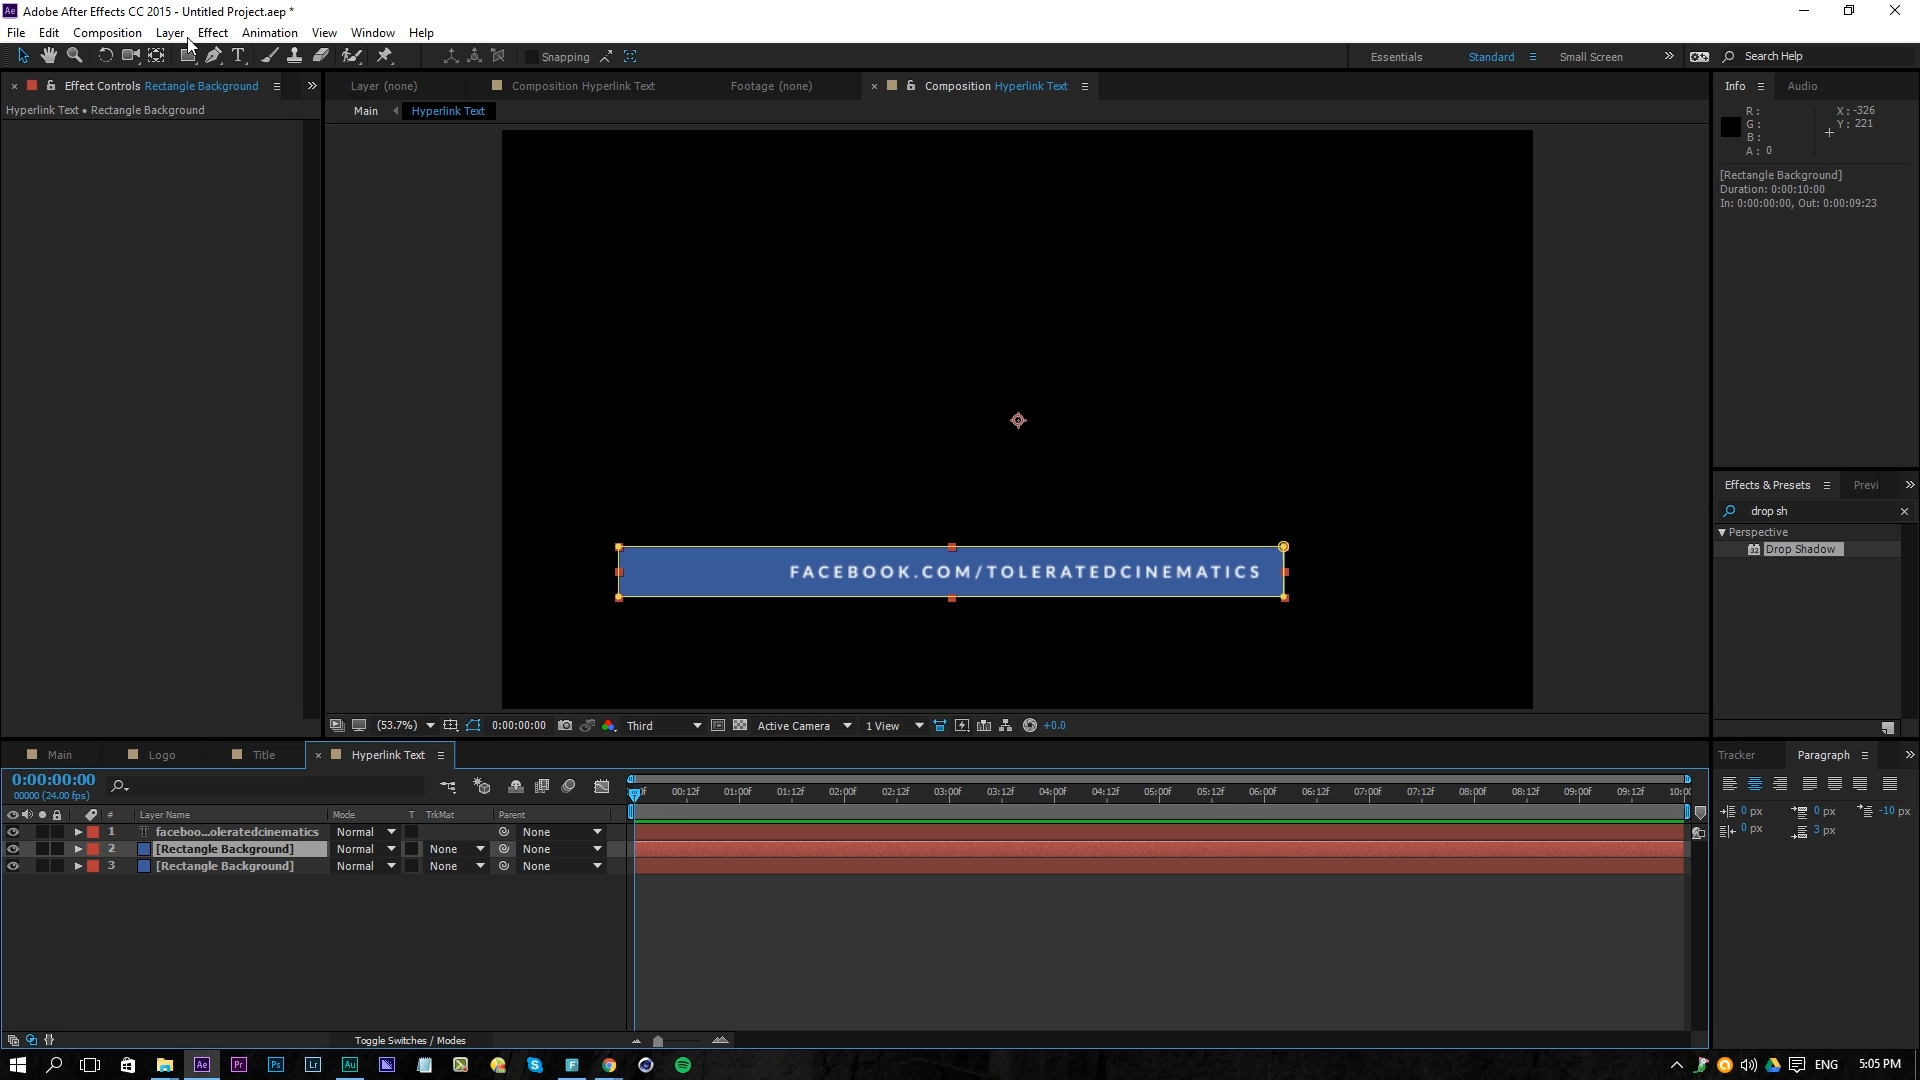 Adobe After Effects CC 2015 - Untitled Project.aep *
File Edit Composition Layer Effect Animation View Window Help
Snapping
Essentials Standard Small Screen Search Help
Effect Controls Rectangle Background
Hyperlink Text • Rectangle Background
Layer (none) Composition Hyperlink Text Footage (none) Composition Hyperlink Text
Main Hyperlink Text
Info Audio
R: X: -326
G: Y: 221
B:
A: 0
[Rectangle Background]
Duration: 0:00:10:00
In: 0:00:00:00, Out: 0:00:09:23
FACEBOOK.COM/TOLERATEDCINEMATICS
Effects & Presets Previ
drop sh
Perspective
32 Drop Shadow
(53.7%) 0:00:00:00 Third Active Camera 1 View +0.0
Main Logo Title Hyperlink Text
0:00:00:00
00000 (24.00 fps)
00:12f 01:00f 01:12f 02:00f 02:12f 03:00f 03:12f 04:00f 04:12f 05:00f 05:12f 06:00f 06:12f 07:00f 07:12f 08:00f 08:12f 09:00f 09:12f 10:00
# Layer Name Mode T TrkMat Parent
1 T faceboo...oleratedcinematics Normal None
2 [Rectangle Background] Normal None None
3 [Rectangle Background] Normal None None
Toggle Switches / Modes
Tracker Paragraph
0 px 0 px -10 px
0 px 3 px
Ae Pr Ps Lr Au F
ENG 5:05 PM